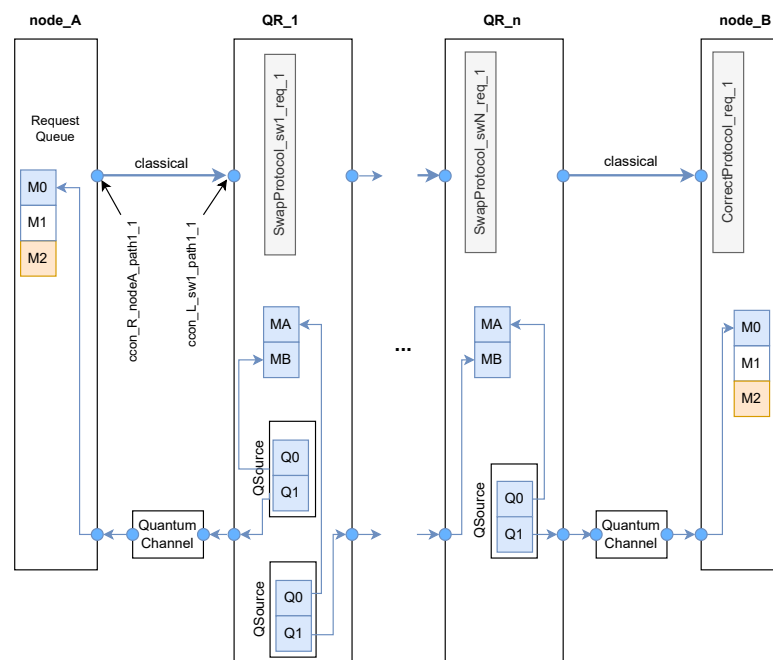 node_A
QR_1
QR_n
node_B
Request
Queue
M0
M1
M2
classical
ccon_R_nodeA_path1_1
ccon_L_sw1_path1_1
SwapProtocol_sw1_req_1
MA
MB
QSource
Q0
Q1
QSource
Q0
Q1
Quantum
Channel
...
SwapProtocol_swN_req_1
MA
MB
QSource
Q0
Q1
classical
Quantum
Channel
CorrectProtocol_req_1
M0
M1
M2